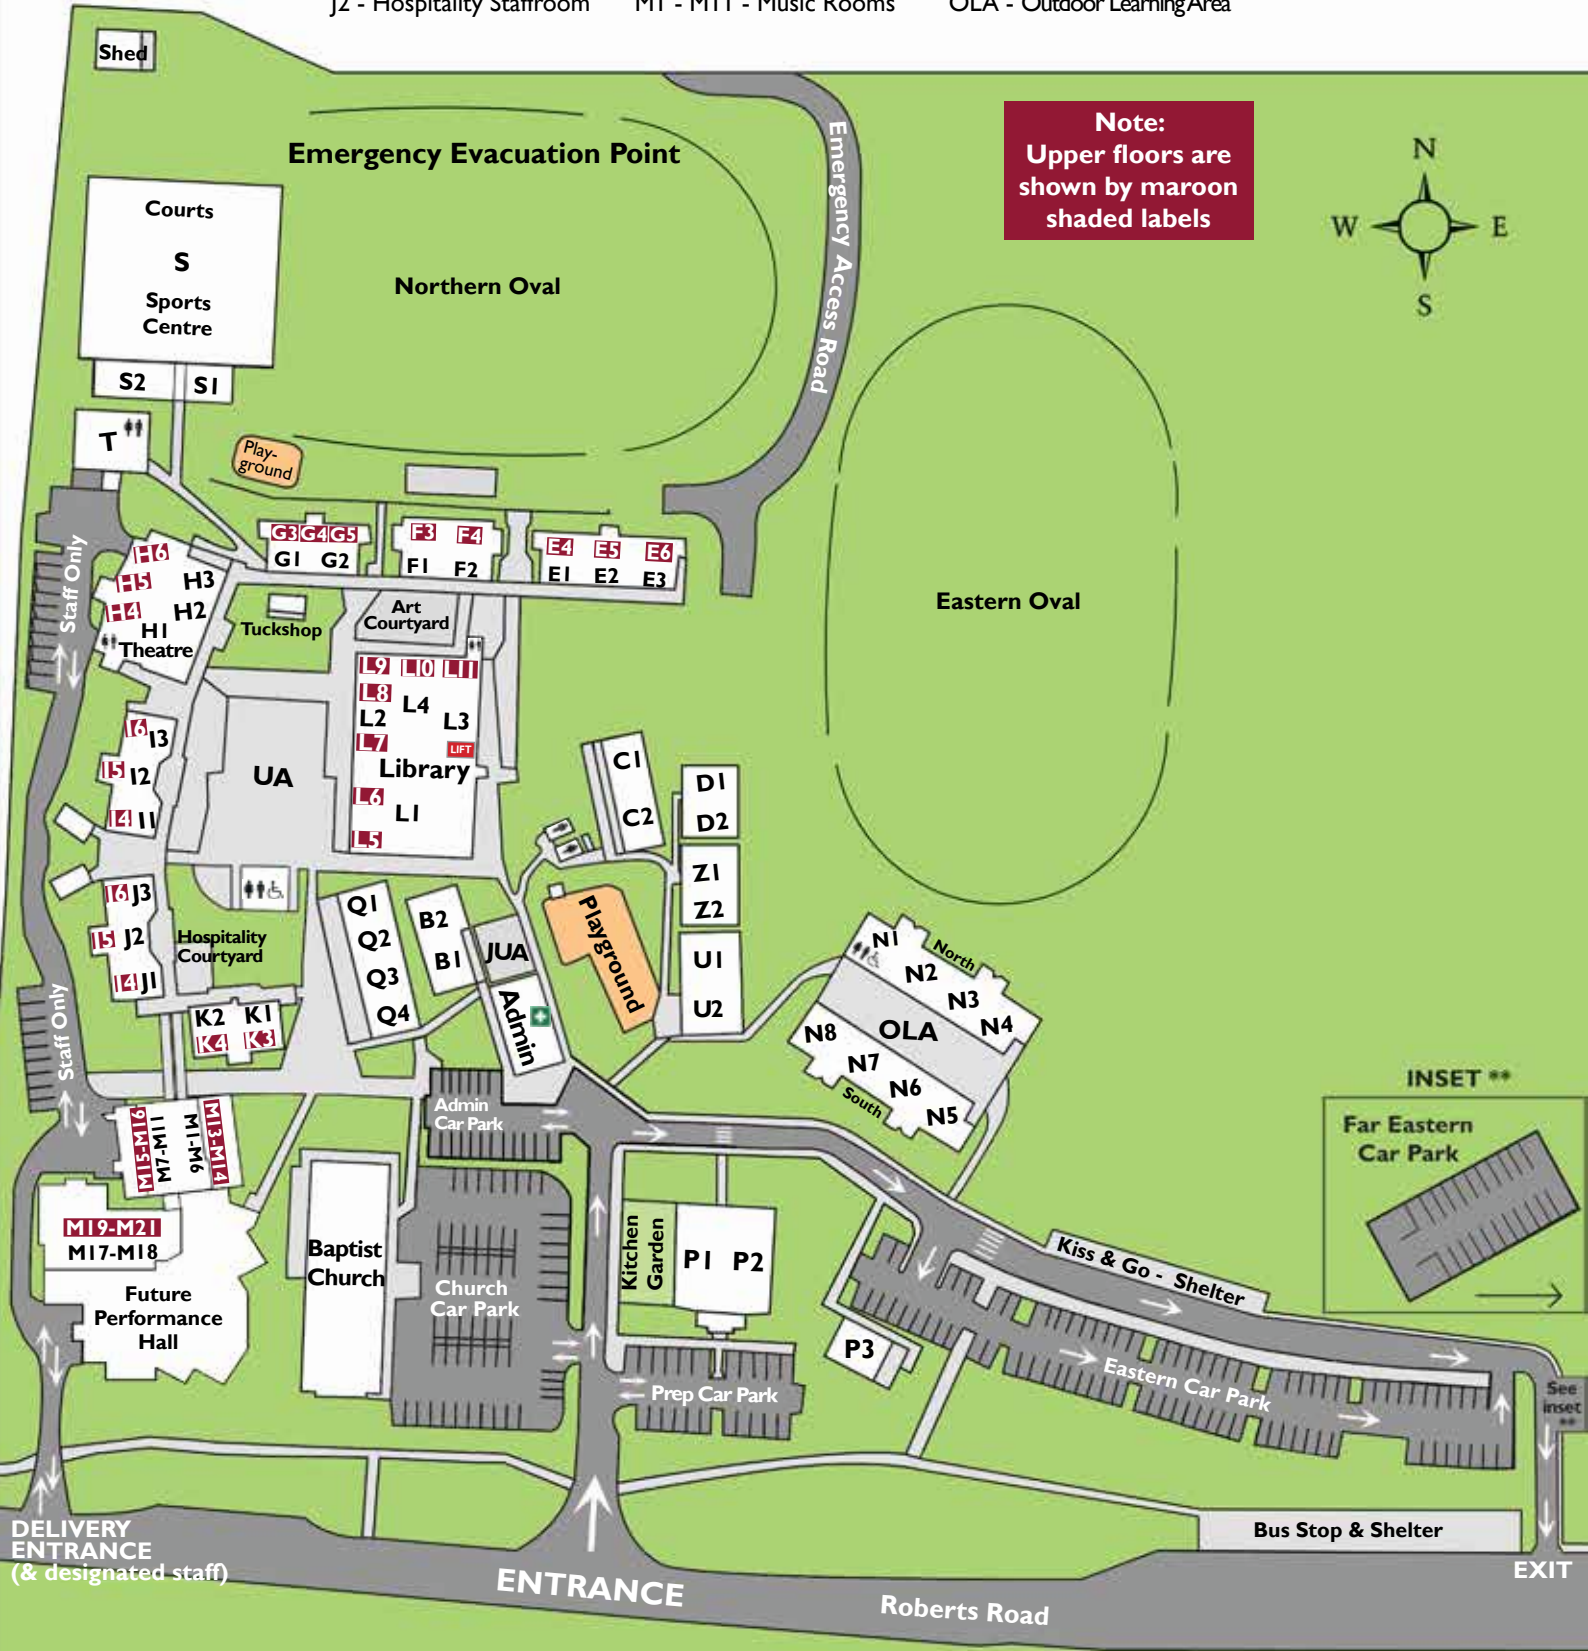 J2 - Hospitality Staffroom M1 - M11 - Music Rooms OLA - Outdoor Learning Area
Shed
Note:
Upper floors are
shown by maroon
shaded labels
N
W E
S
Emergency Evacuation Point
Emergency Access Road
Courts
S
Sports
Centre
Northern Oval
S2 S1
T
Play-
ground
G3 G4 G5
G1 G2
F3 F4
F1 F2
E4 E5 E6
E1 E2 E3
Staff Only
H6
H5 H3
H4 H2
H1
Theatre
Tuckshop
Art
Courtyard
Eastern Oval
L9 L10 L11
L8
L4
L2 L3
L7
LIFT
Library
L6
L1
L5
I6 I3
I5 I2
I4 I1
UA
C1
C2
D1
D2
Z1
Z2
U1
U2
I6 J3
I5 J2
I4 J1
Hospitality
Courtyard
Q1
Q2
Q3
Q4
B2
B1
JUA
Admin
Playground
N1
North
N2
N3
N4
OLA
N8
N7
N6
N5
South
Staff Only
K2 K1
K4 K3
Admin
Car Park
INSET **
Far Eastern
Car Park
M15-M16
M7-M11
M1-M6
M13-M14
M19-M21
M17-M18
Future
Performance
Hall
Baptist
Church
Church
Car Park
Kitchen
Garden
P1 P2
P3
Prep Car Park
Kiss & Go - Shelter
Eastern Car Park
See
inset
**
Bus Stop & Shelter
DELIVERY
ENTRANCE
(& designated staff)
ENTRANCE
Roberts Road
EXIT